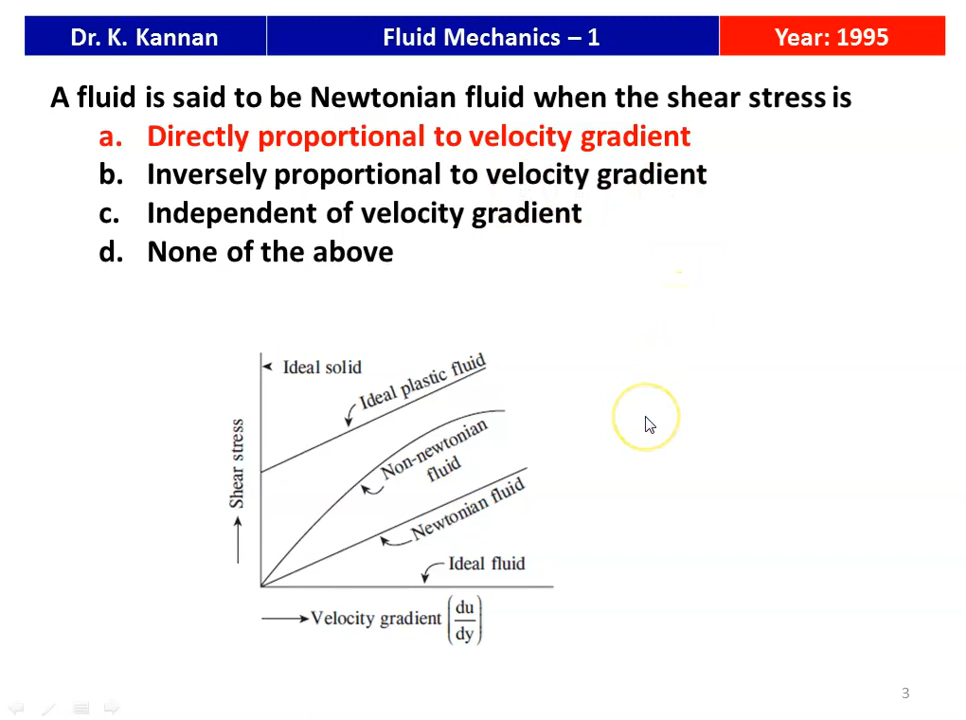 Dr. K. Kannan
Fluid Mechanics – 1
Year: 1995
A fluid is said to be Newtonian fluid when the shear stress is
a. Directly proportional to velocity gradient
b. Inversely proportional to velocity gradient
c. Independent of velocity gradient
d. None of the above
Ideal solid
Ideal plastic fluid
Non-newtonian
fluid
Newtonian fluid
Ideal fluid
Shear stress
Velocity gradient (du/dy)
3